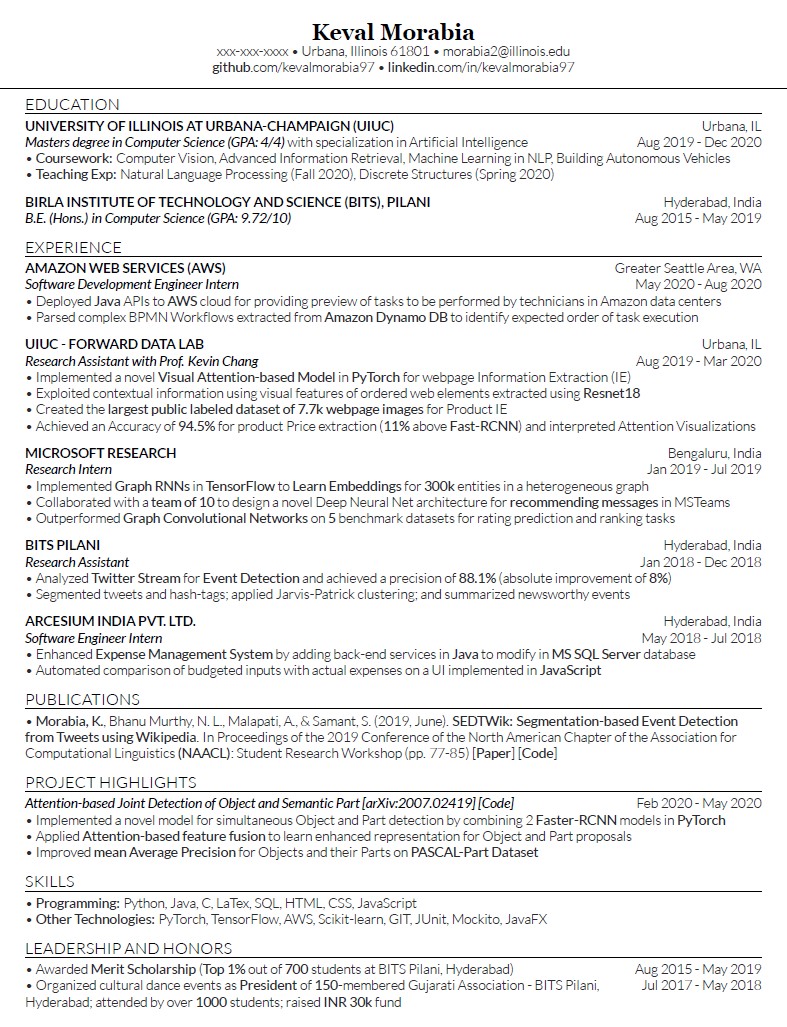 Keval Morabia
xxx-xxx-xxxx • Urbana, Illinois 61801 • morabia2@illinois.edu
github.com/kevalmorabia97 • linkedin.com/in/kevalmorabia97
EDUCATION
UNIVERSITY OF ILLINOIS AT URBANA-CHAMPAIGN (UIUC) Urbana, IL
Masters degree in Computer Science (GPA: 4/4) with specialization in Artificial Intelligence Aug 2019 - Dec 2020
• Coursework: Computer Vision, Advanced Information Retrieval, Machine Learning in NLP, Building Autonomous Vehicles
• Teaching Exp: Natural Language Processing (Fall 2020), Discrete Structures (Spring 2020)
BIRLA INSTITUTE OF TECHNOLOGY AND SCIENCE (BITS), PILANI Hyderabad, India
B.E. (Hons.) in Computer Science (GPA: 9.72/10) Aug 2015 - May 2019
EXPERIENCE
AMAZON WEB SERVICES (AWS) Greater Seattle Area, WA
Software Development Engineer Intern May 2020 - Aug 2020
• Deployed Java APIs to AWS cloud for providing preview of tasks to be performed by technicians in Amazon data centers
• Parsed complex BPMN Workflows extracted from Amazon Dynamo DB to identify expected order of task execution
UIUC - FORWARD DATA LAB Urbana, IL
Research Assistant with Prof. Kevin Chang Aug 2019 - Mar 2020
• Implemented a novel Visual Attention-based Model in PyTorch for webpage Information Extraction (IE)
• Exploited contextual information using visual features of ordered web elements extracted using Resnet18
• Created the largest public labeled dataset of 7.7k webpage images for Product IE
• Achieved an Accuracy of 94.5% for product Price extraction (11% above Fast-RCNN) and interpreted Attention Visualizations
MICROSOFT RESEARCH Bengaluru, India
Research Intern Jan 2019 - Jul 2019
• Implemented Graph RNNs in TensorFlow to Learn Embeddings for 300k entities in a heterogeneous graph
• Collaborated with a team of 10 to design a novel Deep Neural Net architecture for recommending messages in MSTeams
• Outperformed Graph Convolutional Networks on 5 benchmark datasets for rating prediction and ranking tasks
BITS PILANI Hyderabad, India
Research Assistant Jan 2018 - Dec 2018
• Analyzed Twitter Stream for Event Detection and achieved a precision of 88.1% (absolute improvement of 8%)
• Segmented tweets and hash-tags; applied Jarvis-Patrick clustering; and summarized newsworthy events
ARCESIUM INDIA PVT. LTD. Hyderabad, India
Software Engineer Intern May 2018 - Jul 2018
• Enhanced Expense Management System by adding back-end services in Java to modify in MS SQL Server database
• Automated comparison of budgeted inputs with actual expenses on a UI implemented in JavaScript
PUBLICATIONS
• Morabia, K., Bhanu Murthy, N. L., Malapati, A., & Samant, S. (2019, June). SEDTWik: Segmentation-based Event Detection
from Tweets using Wikipedia. In Proceedings of the 2019 Conference of the North American Chapter of the Association for
Computational Linguistics (NAACL): Student Research Workshop (pp. 77-85) [Paper] [Code]
PROJECT HIGHLIGHTS
Attention-based Joint Detection of Object and Semantic Part [arXiv:2007.02419] [Code] Feb 2020 - May 2020
• Implemented a novel model for simultaneous Object and Part detection by combining 2 Faster-RCNN models in PyTorch
• Applied Attention-based feature fusion to learn enhanced representation for Object and Part proposals
• Improved mean Average Precision for Objects and their Parts on PASCAL-Part Dataset
SKILLS
• Programming: Python, Java, C, LaTex, SQL, HTML, CSS, JavaScript
• Other Technologies: PyTorch, TensorFlow, AWS, Scikit-learn, GIT, JUnit, Mockito, JavaFX
LEADERSHIP AND HONORS
• Awarded Merit Scholarship (Top 1% out of 700 students at BITS Pilani, Hyderabad) Aug 2015 - May 2019
• Organized cultural dance events as President of 150-membered Gujarati Association - BITS Pilani, Jul 2017 - May 2018
Hyderabad; attended by over 1000 students; raised INR 30k fund